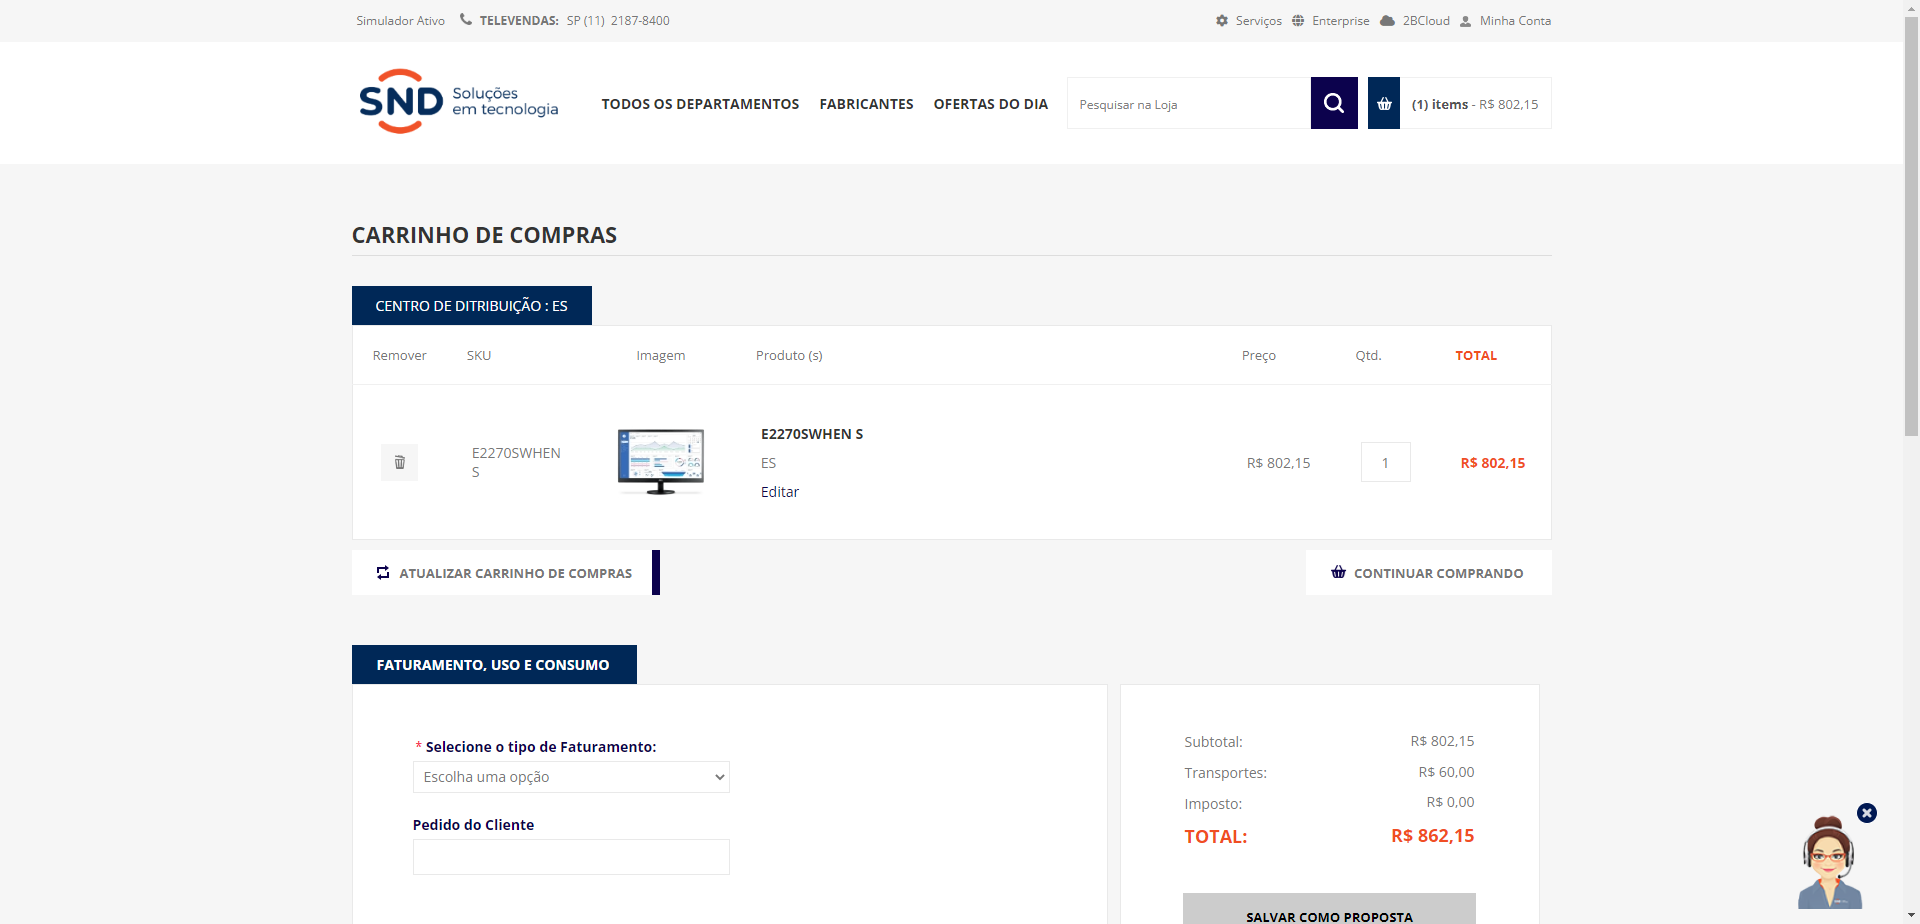 Simulador Ativo TELEVENDAS: SP (11) 2187-8400
Serviços Enterprise 2BCloud Minha Conta
SND Soluções
em tecnologia
TODOS OS DEPARTAMENTOS FABRICANTES OFERTAS DO DIA
Pesquisar na Loja
(1) items - R$ 802,15
CARRINHO DE COMPRAS
CENTRO DE DITRIBUIÇÃO : ES
Remover SKU Imagem Produto (s) Preço Qtd. TOTAL
E2270SWHEN
S
E2270SWHEN S
ES
Editar
R$ 802,15 1 R$ 802,15
ATUALIZAR CARRINHO DE COMPRAS
CONTINUAR COMPRANDO
FATURAMENTO, USO E CONSUMO
* Selecione o tipo de Faturamento:
Escolha uma opção
Pedido do Cliente
Subtotal: R$ 802,15
Transportes: R$ 60,00
Imposto: R$ 0,00
TOTAL: R$ 862,15
SALVAR COMO PROPOSTA